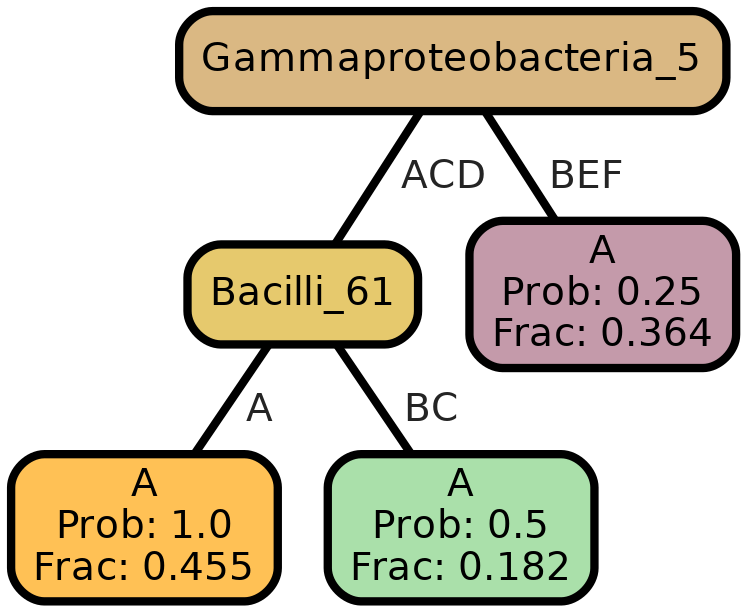 Gammaproteobacteria_5
ACD
BEF
Bacilli_61
A
Prob: 0.25
Frac: 0.364
A
BC
A
Prob: 1.0
Frac: 0.455
A
Prob: 0.5
Frac: 0.182